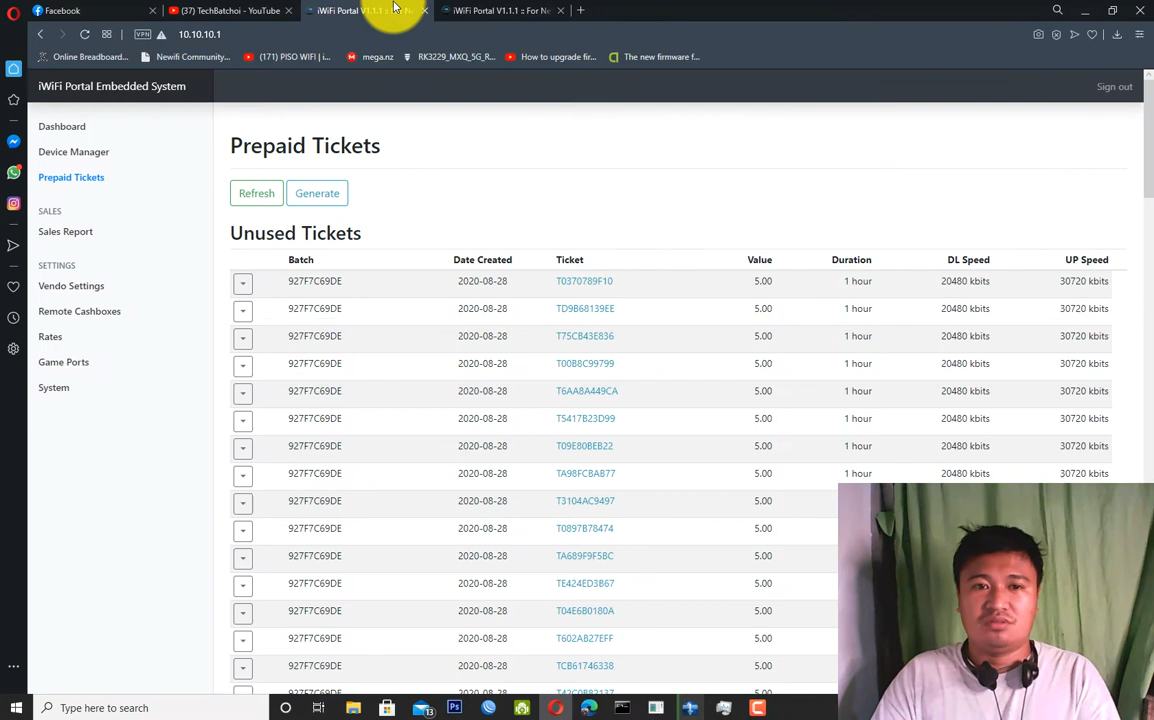 Facebook
(37) TechBatchoi - YouTube
iWiFi Portal V1.1.1 :: For Ne
iWiFi Portal V1.1.1 :: For Ne
VPN
10.10.10.1
Online Breadboard...
Newifi Community...
(171) PISO WIFI | i...
mega.nz
RK3229_MXQ_5G_R...
How to upgrade fir...
The new firmware f...
iWiFi Portal Embedded System
Sign out
Dashboard
Device Manager
Prepaid Tickets
SALES
Sales Report
SETTINGS
Vendo Settings
Remote Cashboxes
Rates
Game Ports
System
Prepaid Tickets
Refresh Generate
Unused Tickets
Batch Date Created Ticket Value Duration DL Speed UP Speed
927F7C69DE 2020-08-28 T0370789F10 5.00 1 hour 20480 kbits 30720 kbits
927F7C69DE 2020-08-28 TD9B68139EE 5.00 1 hour 20480 kbits 30720 kbits
927F7C69DE 2020-08-28 T75CB43E836 5.00 1 hour 20480 kbits 30720 kbits
927F7C69DE 2020-08-28 T00B8C99799 5.00 1 hour 20480 kbits 30720 kbits
927F7C69DE 2020-08-28 T6AA8A449CA 5.00 1 hour 20480 kbits 30720 kbits
927F7C69DE 2020-08-28 T5417B23D99 5.00 1 hour 20480 kbits 30720 kbits
927F7C69DE 2020-08-28 T09E80BEB22 5.00 1 hour 20480 kbits 30720 kbits
927F7C69DE 2020-08-28 TA98FCBAB77 5.00 1 hour 20480 kbits 30720 kbits
927F7C69DE 2020-08-28 T3104AC9497 5.00
927F7C69DE 2020-08-28 T0897B78474 5.00
927F7C69DE 2020-08-28 TA689F9F5BC 5.00
927F7C69DE 2020-08-28 TE424ED3B67 5.00
927F7C69DE 2020-08-28 T04E6B0180A 5.00
927F7C69DE 2020-08-28 T602AB27EFF 5.00
927F7C69DE 2020-08-28 TCB61746338 5.00
Type here to search
13
Ps